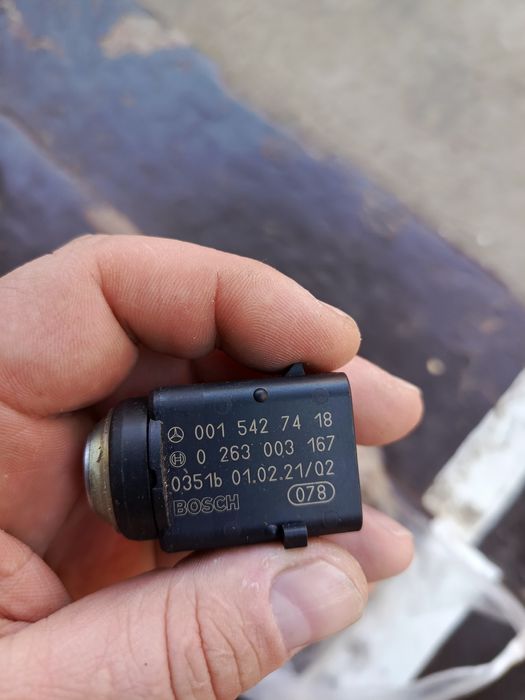 001 542 74 18
0 263 003 167
0351b 01.02.21/02
BOSCH 078